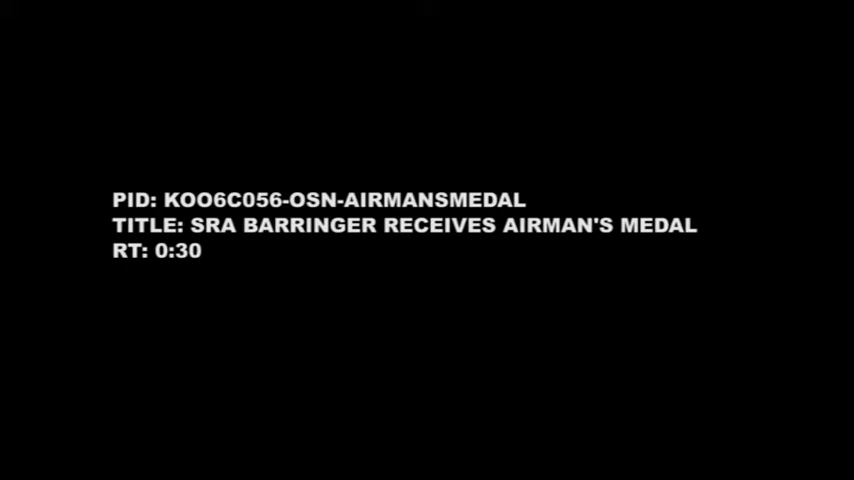 PID: KOO6C056-OSN-AIRMANSMEDAL
TITLE: SRA BARRINGER RECEIVES AIRMAN'S MEDAL
RT: 0:30